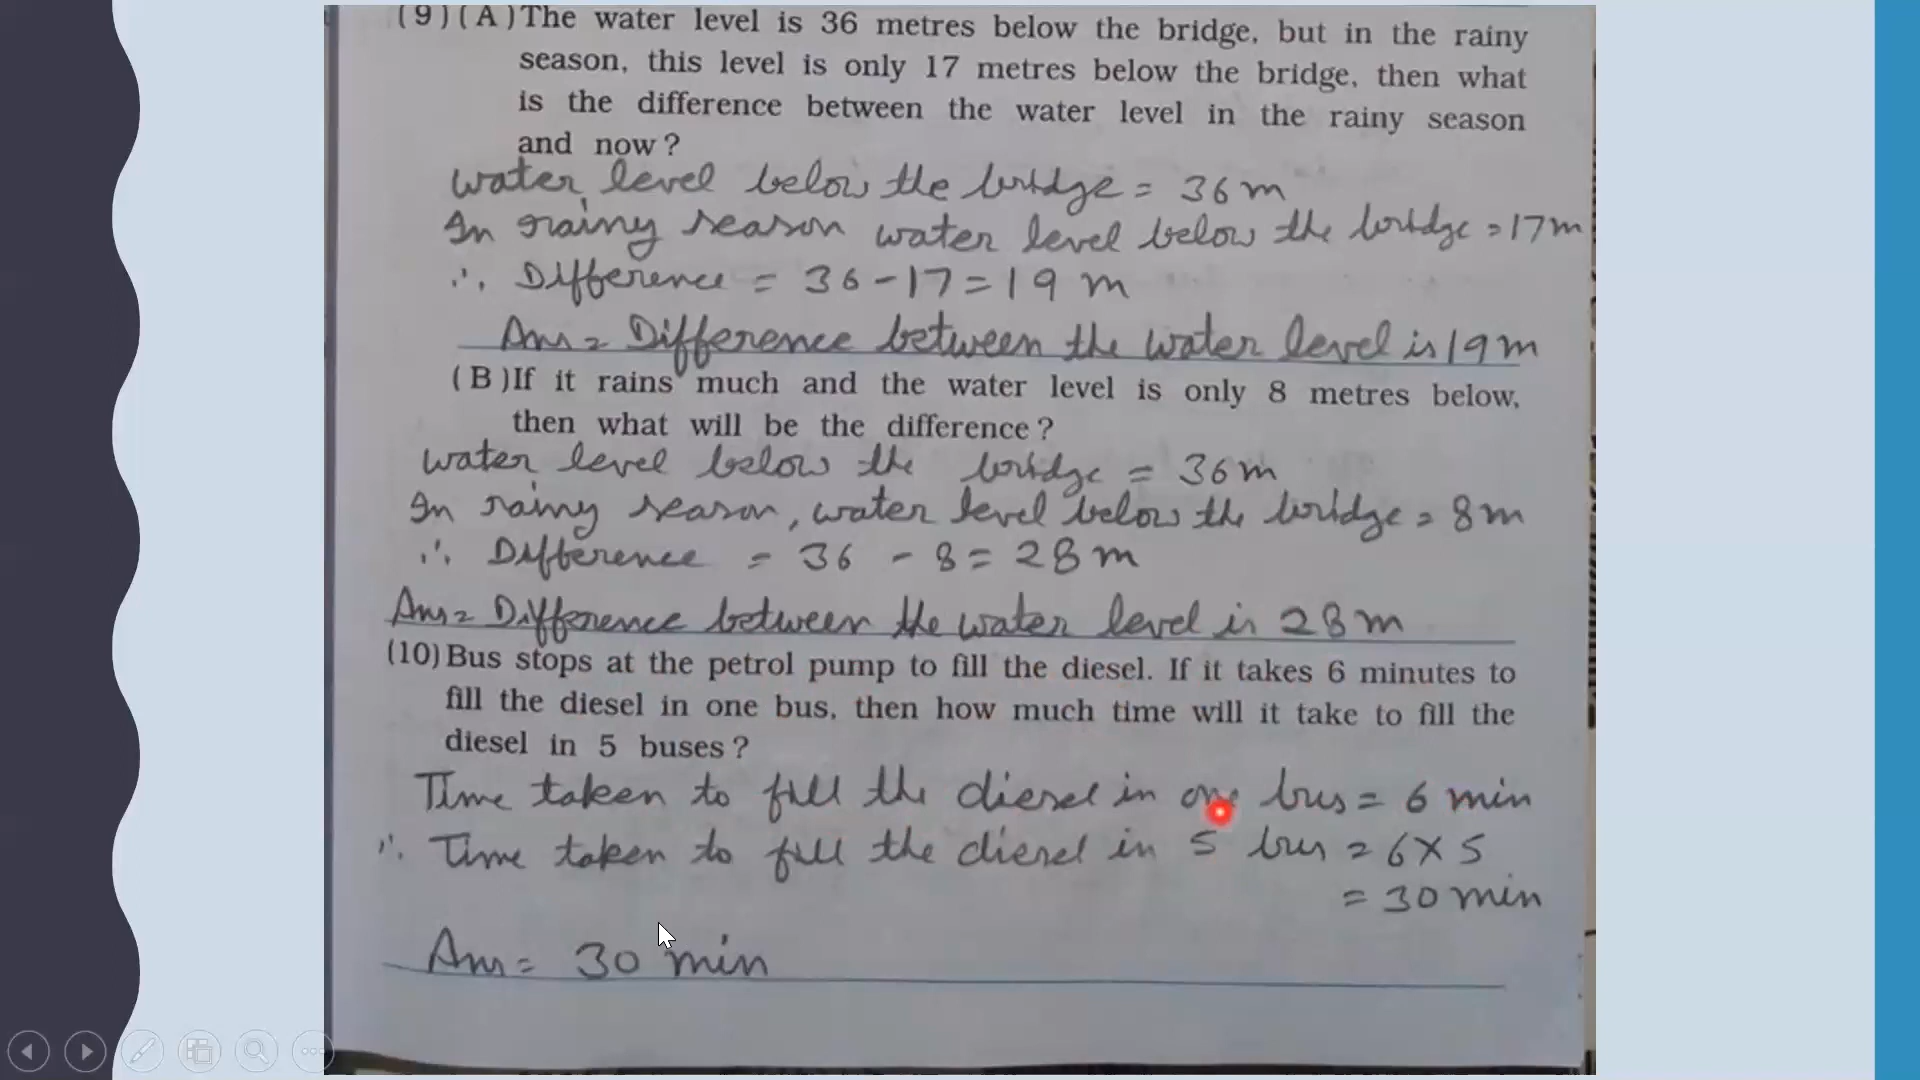 (9) (A) The water level is 36 metres below the bridge, but in the rainy
season, this level is only 17 metres below the bridge, then what
is the difference between the water level in the rainy season
and now?
water level below the bridge = 36 m
In rainy season water level below the bridge = 17 m
∴ Difference = 36 - 17 = 19 m
Ans = Difference between the water level is 19 m
(B) If it rains much and the water level is only 8 metres below,
then what will be the difference?
water level below the bridge = 36 m
In rainy season, water level below the bridge = 8 m
∴ Difference = 36 - 8 = 28 m
Ans = Difference between the water level is 28 m
(10) Bus stops at the petrol pump to fill the diesel. If it takes 6 minutes to
fill the diesel in one bus, then how much time will it take to fill the
diesel in 5 buses?
Time taken to fill the diesel in one bus = 6 min
∴ Time taken to fill the diesel in 5 bus = 6 × 5
= 30 min
Ans = 30 min